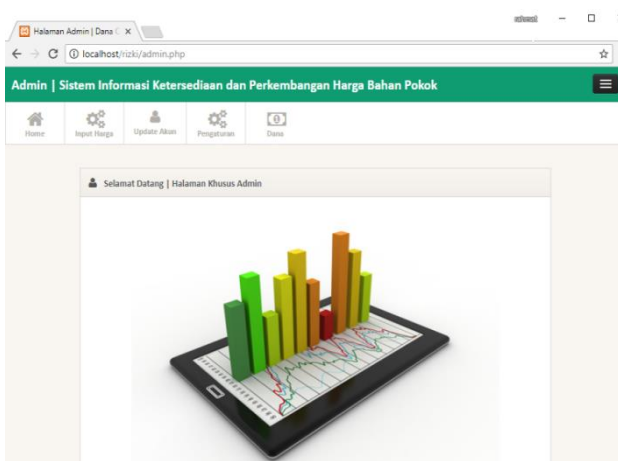 Halaman Admin | Dana
localhost/rizki/admin.php
Admin | Sistem Informasi Ketersediaan dan Perkembangan Harga Bahan Pokok
Home Input Harga Update Akun Pengaturan Dana
Selamat Datang | Halaman Khusus Admin